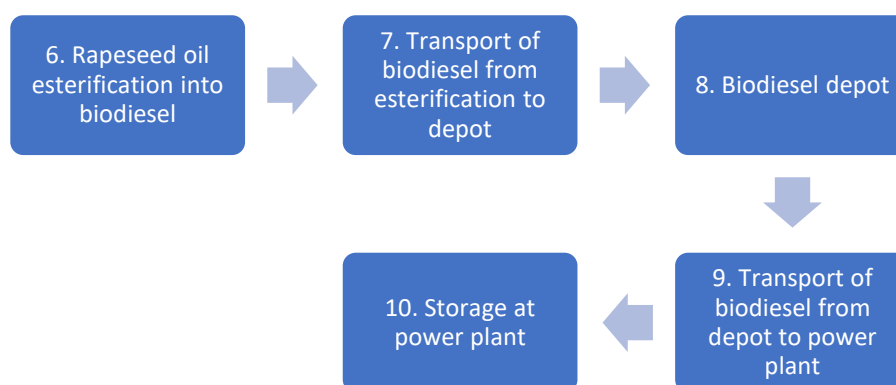 6. Rapeseed oil
esterification into
biodiesel
7. Transport of
biodiesel from
esterification to
depot
8. Biodiesel depot
9. Transport of
biodiesel from
depot to power
plant
10. Storage at
power plant